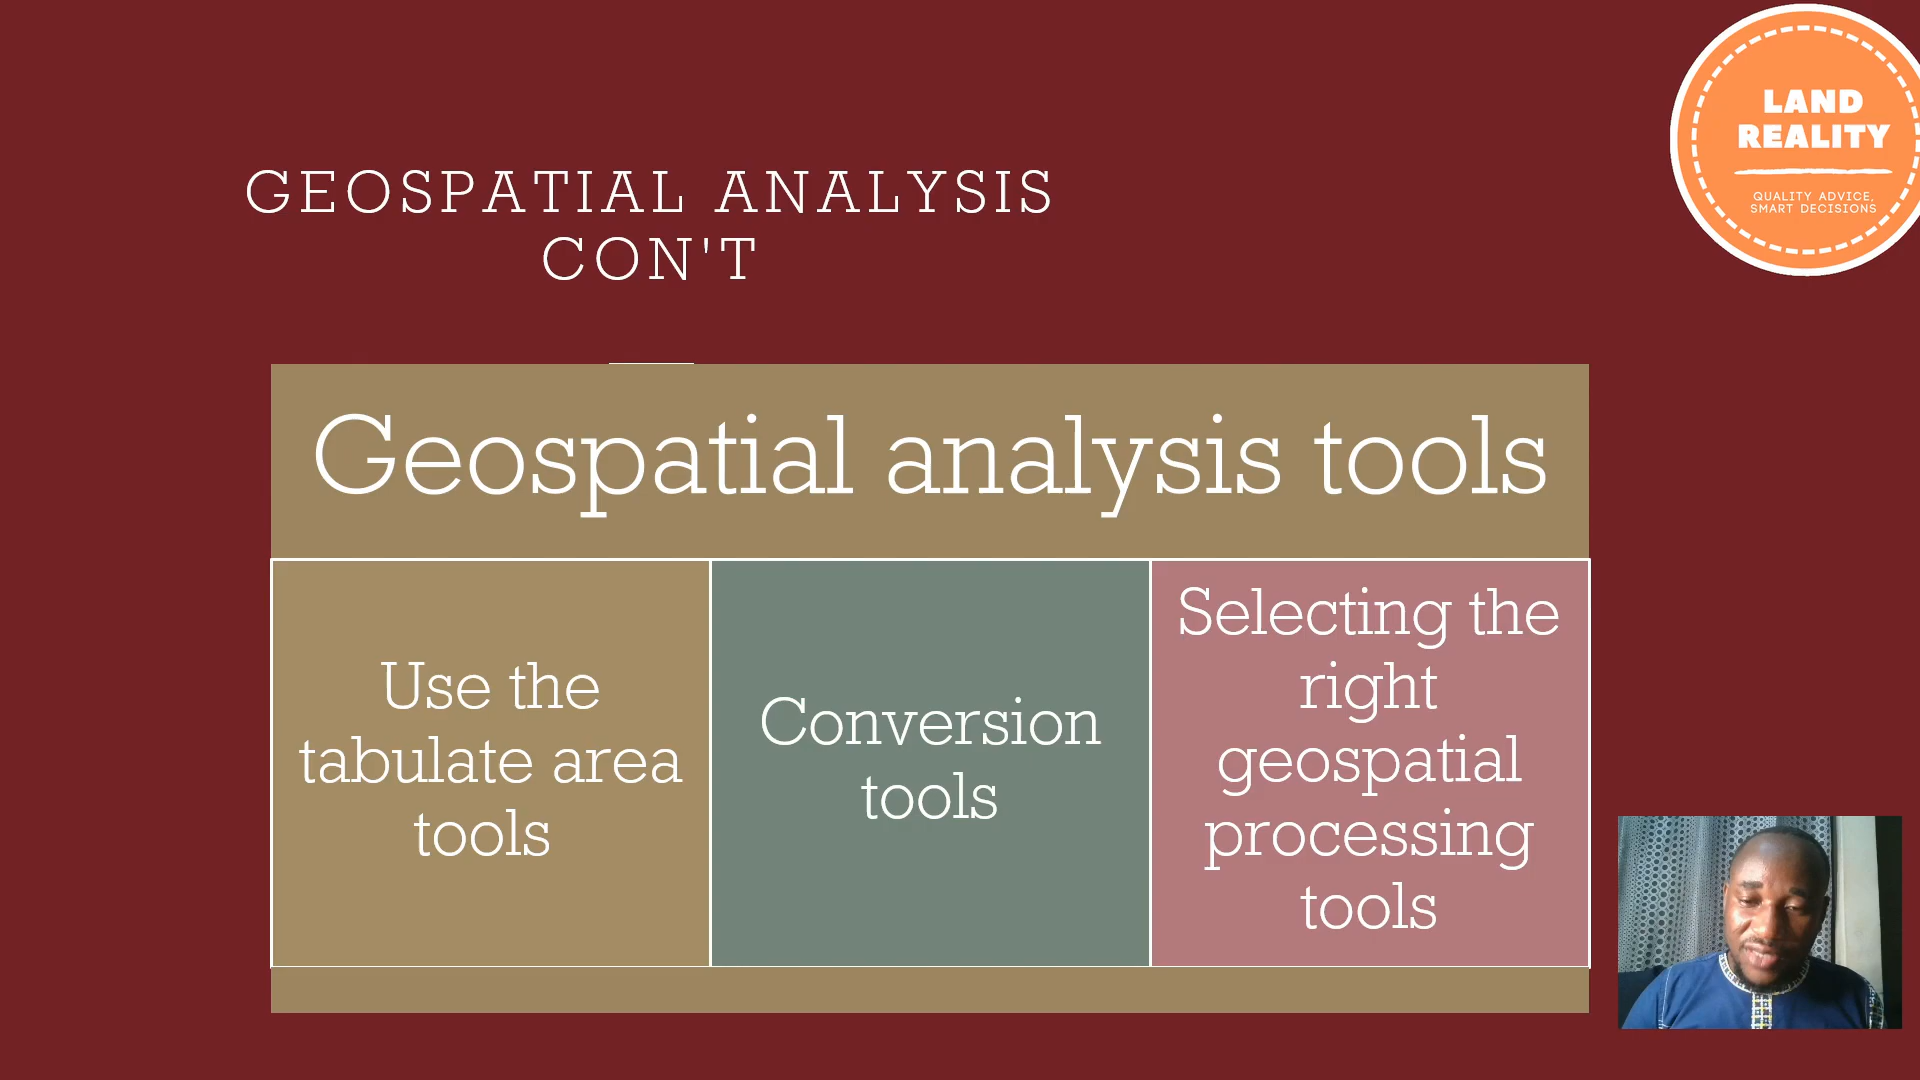 LAND
REALITY
QUALITY ADVICE,
SMART DECISIONS
GEOSPATIAL ANALYSIS
CON'T
Geospatial analysis tools
Use the
tabulate area
tools
Conversion
tools
Selecting the
right
geospatial
processing
tools